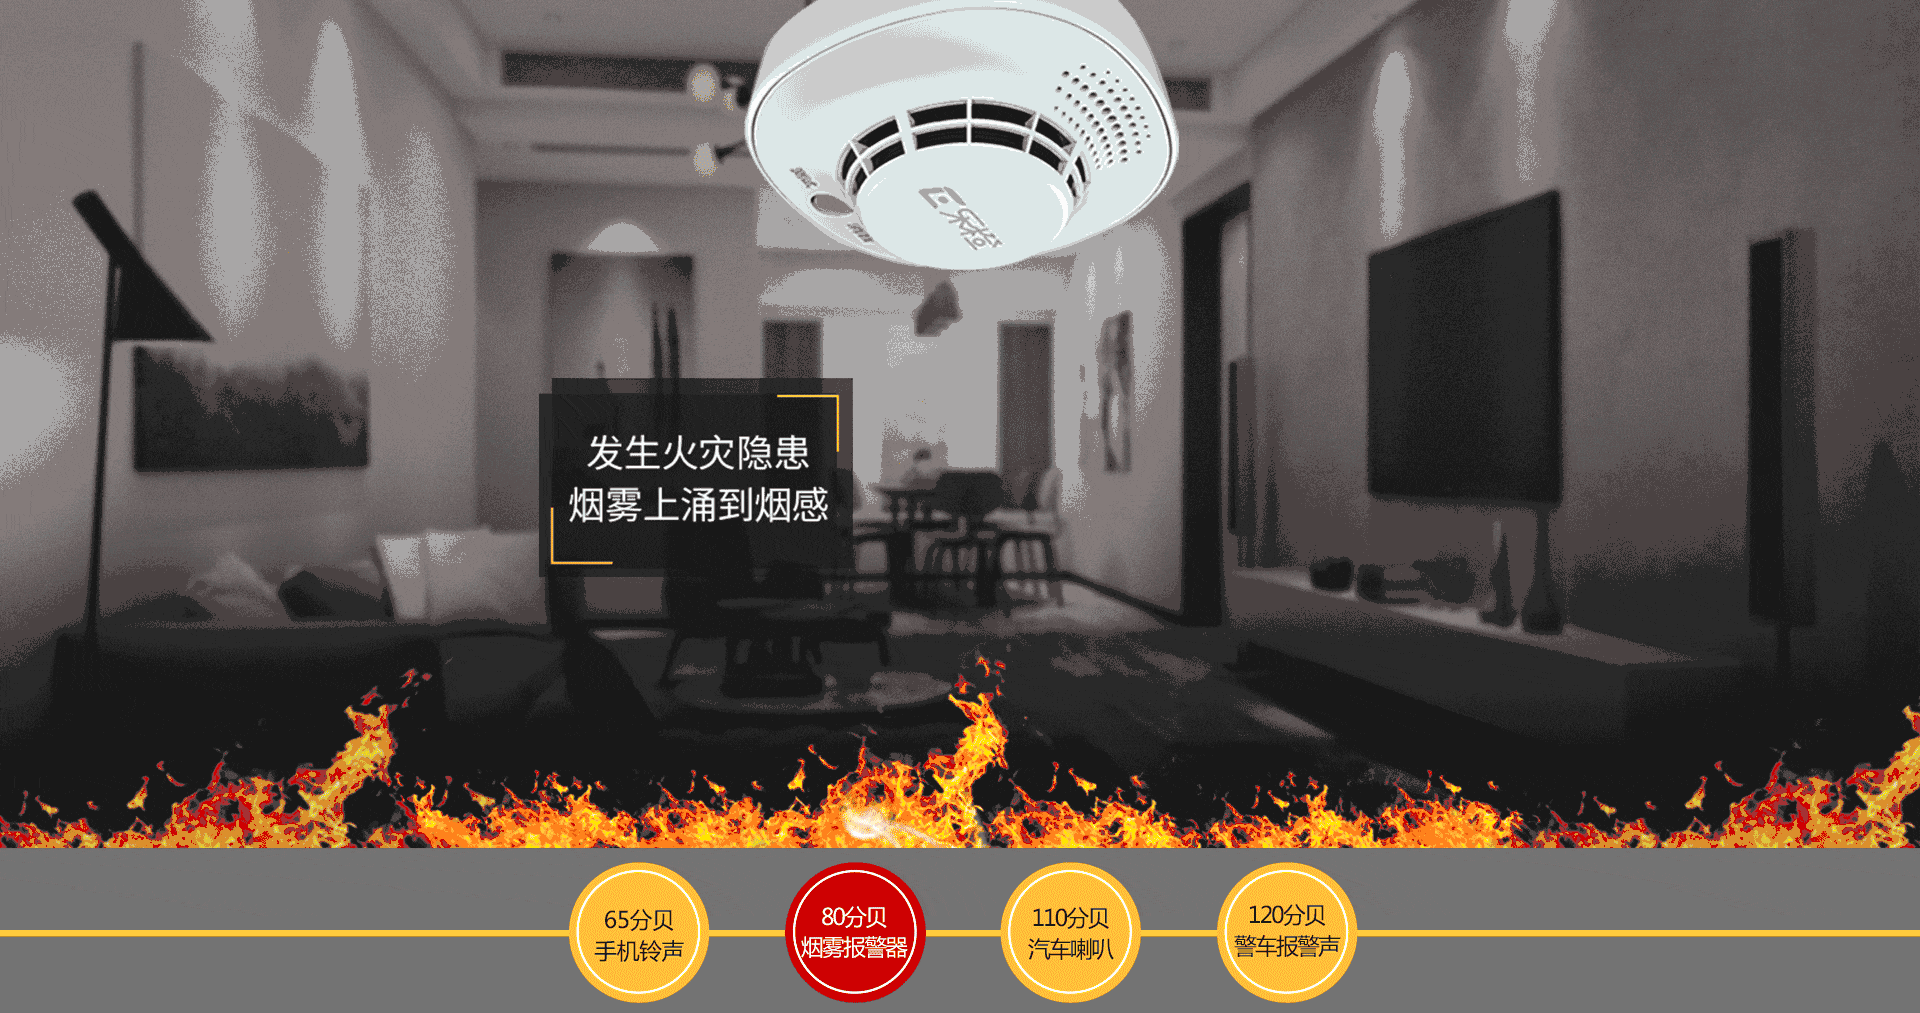 乐橙
发生火灾隐患
烟雾上涌到烟感
65分贝
手机铃声
80分贝
烟雾报警器
110分贝
汽车喇叭
120分贝
警车报警声